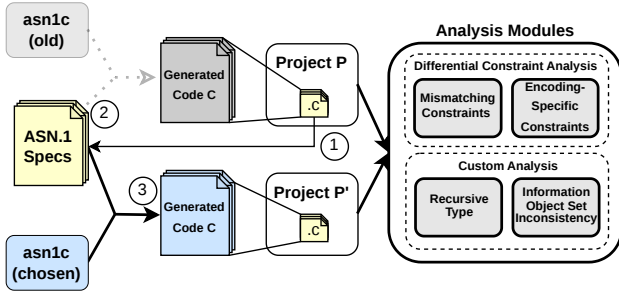 asn1c
(old)
2
ASN.1
Specs
asn1c
(chosen)
Generated
Code C
Project P
.c
1
3
Generated
Code C
Project P'
.c
Analysis Modules
Differential Constraint Analysis
Mismatching
Constraints
Encoding-
Specific
Constraints
Custom Analysis
Recursive
Type
Information
Object Set
Inconsistency